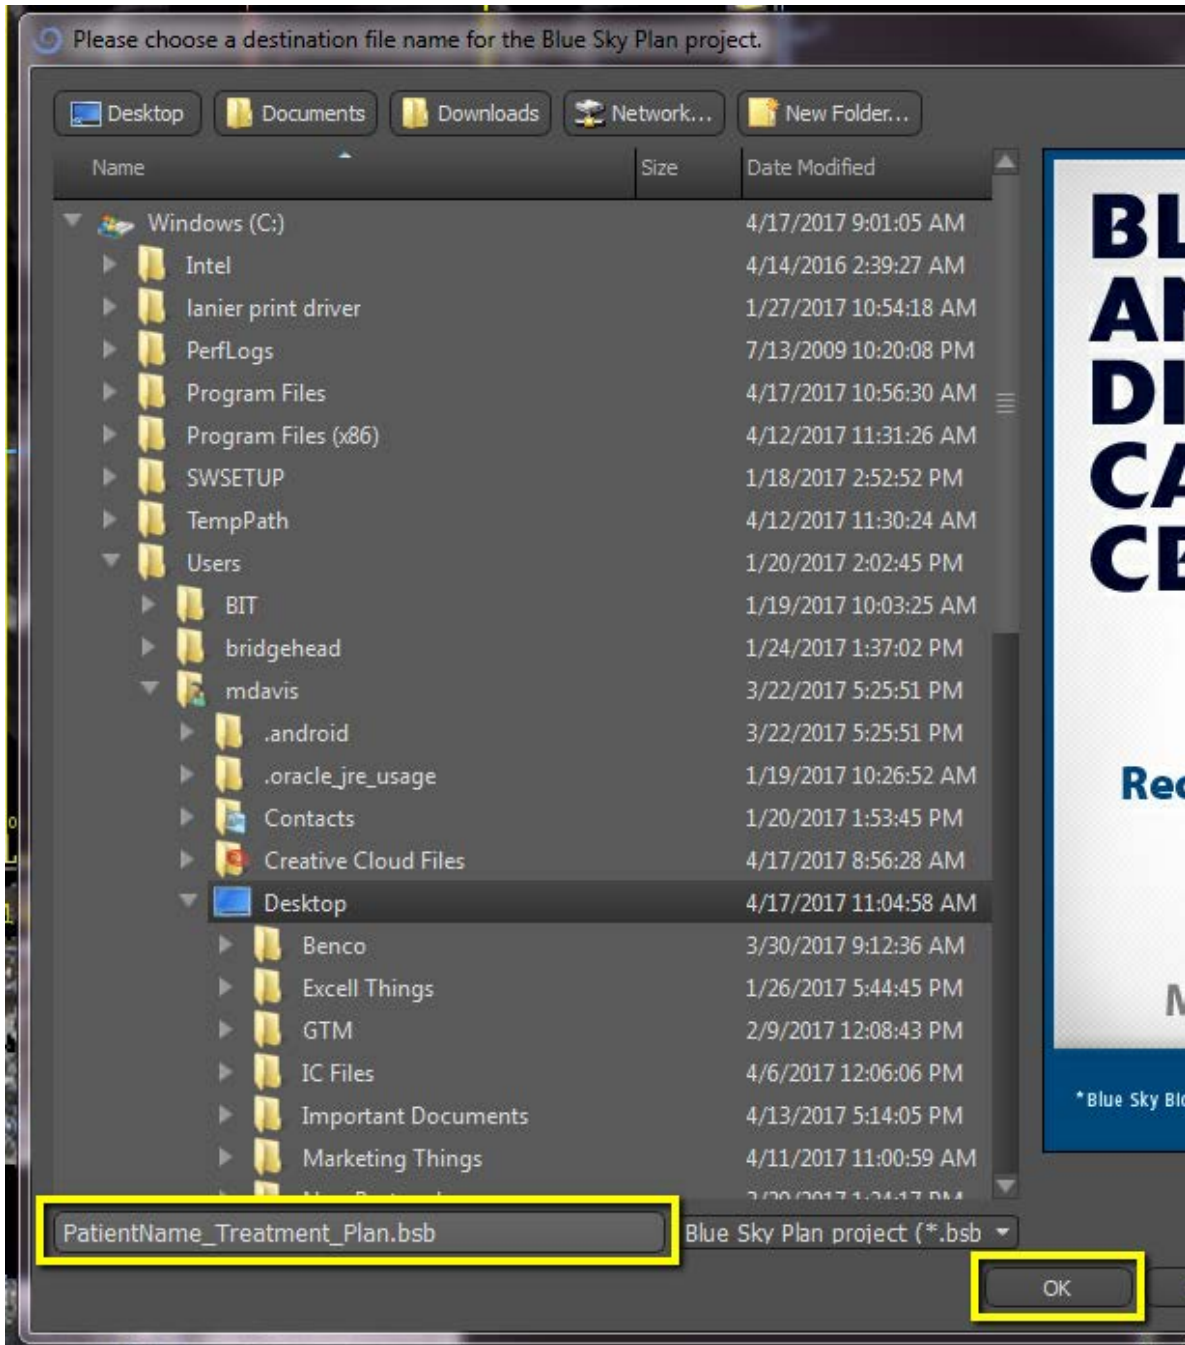 Please choose a destination file name for the Blue Sky Plan project.
Desktop Documents Downloads Network... New Folder...
Name Size Date Modified
Windows (C:) 4/17/2017 9:01:05 AM
Intel 4/14/2016 2:39:27 AM
lanier print driver 1/27/2017 10:54:18 AM
PerfLogs 7/13/2009 10:20:08 PM
Program Files 4/17/2017 10:56:30 AM
Program Files (x86) 4/12/2017 11:31:26 AM
SWSETUP 1/18/2017 2:52:52 PM
TempPath 4/12/2017 11:30:24 AM
Users 1/20/2017 2:02:45 PM
BIT 1/19/2017 10:03:25 AM
bridgehead 1/24/2017 1:37:02 PM
mdavis 3/22/2017 5:25:51 PM
.android 3/22/2017 5:25:51 PM
.oracle_jre_usage 1/19/2017 10:26:52 AM
Contacts 1/20/2017 1:53:45 PM
Creative Cloud Files 4/17/2017 8:56:28 AM
Desktop 4/17/2017 11:04:58 AM
Benco 3/30/2017 9:12:36 AM
Excell Things 1/26/2017 5:44:45 PM
GTM 2/9/2017 12:08:43 PM
IC Files 4/6/2017 12:06:06 PM
Important Documents 4/13/2017 5:14:05 PM
Marketing Things 4/11/2017 11:00:59 AM
PatientName_Treatment_Plan.bsb Blue Sky Plan project (*.bsb
OK
BL
AN
DI
CA
CE
Rec
M
*Blue Sky Bio